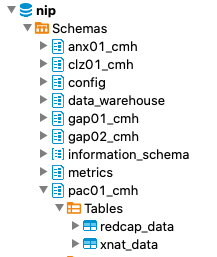 nip
Schemas
anx01_cmh
clz01_cmh
config
data_warehouse
gap01_cmh
gap02_cmh
information_schema
metrics
pac01_cmh
Tables
redcap_data
xnat_data